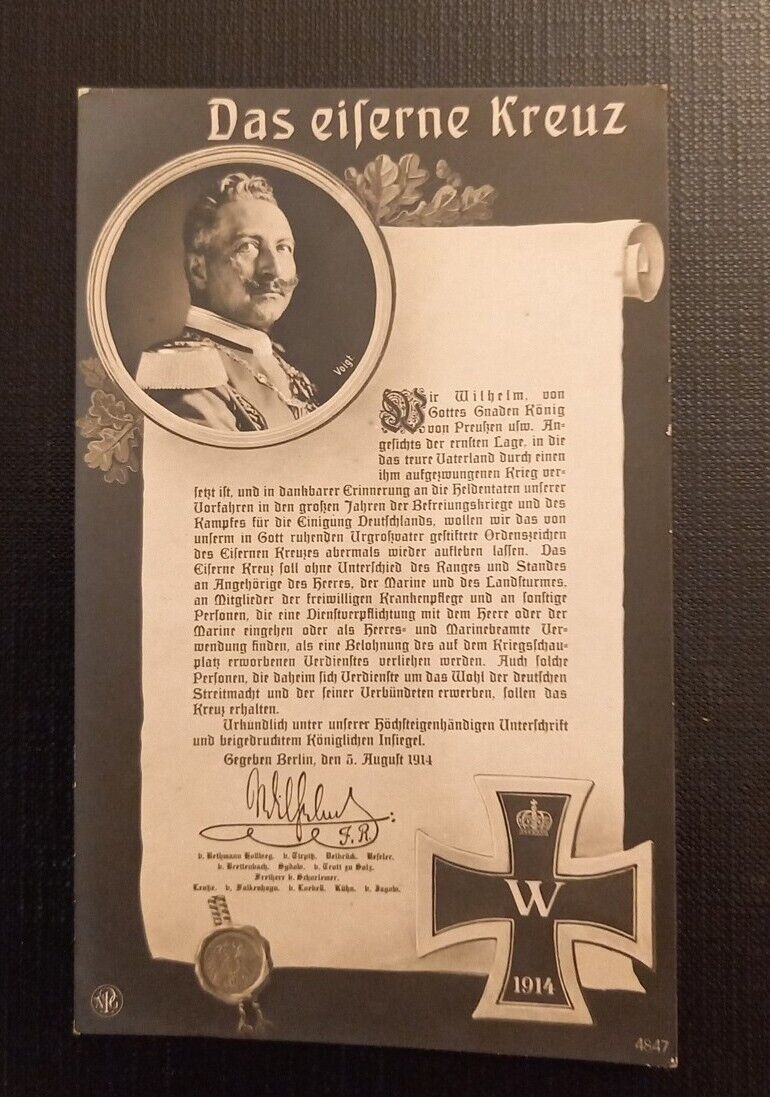 Das eiſerne Kreuz
Voigt
Wir Wilhelm, von
Gottes Gnaden König
von Preußen uſw. An⸗
geſichts der ernſten Lage, in die
das teure Vaterland durch einen
ihm aufgezwungenen Krieg ver⸗
ſetzt iſt, und in dankbarer Erinnerung an die Heldentaten unſerer
Vorfahren in den großen Jahren der Befreiungskriege und des
Kampfes für die Einigung Deutſchlands, wollen wir das von
unſerm in Gott ruhenden Urgroßvater geſtiftete Ordenszeichen
des Eiſernen Kreuzes abermals wieder aufleben laſſen. Das
Eiſerne Kreuz ſoll ohne Unterſchied des Ranges und Standes
an Angehörige des Heeres, der Marine und des Landſturmes,
an Mitglieder der freiwilligen Krankenpflege und an ſonſtige
Perſonen, die eine Dienſtverpflichtung mit dem Heere oder der
Marine eingehen oder als Heeres⸗ und Marinebeamte Ver⸗
wendung finden, als eine Belohnung des auf dem Kriegsſchau⸗
platz erworbenen Verdienſtes verliehen werden. Auch ſolche
Perſonen, die daheim ſich Verdienſte um das Wohl der deutſchen
Streitmacht und der ſeiner Verbündeten erwerben, ſollen das
Kreuz erhalten.
Urkundlich unter unſerer Höchſteigenhändigen Unterſchrift
und beigedrucktem Königlichen Inſiegel.
Gegeben Berlin, den 5. August 1914
Wilhelm
J. R.
v. Bethmann Hollweg. v. Tirpitz. Delbrück. Beſeler.
v. Breitenbach. Sydow. v. Trott zu Solz.
Freiherr v. Schorlemer.
Lentze. v. Falkenhayn. v. Loebell. Kühn. v. Jagow.
W
1914
4847